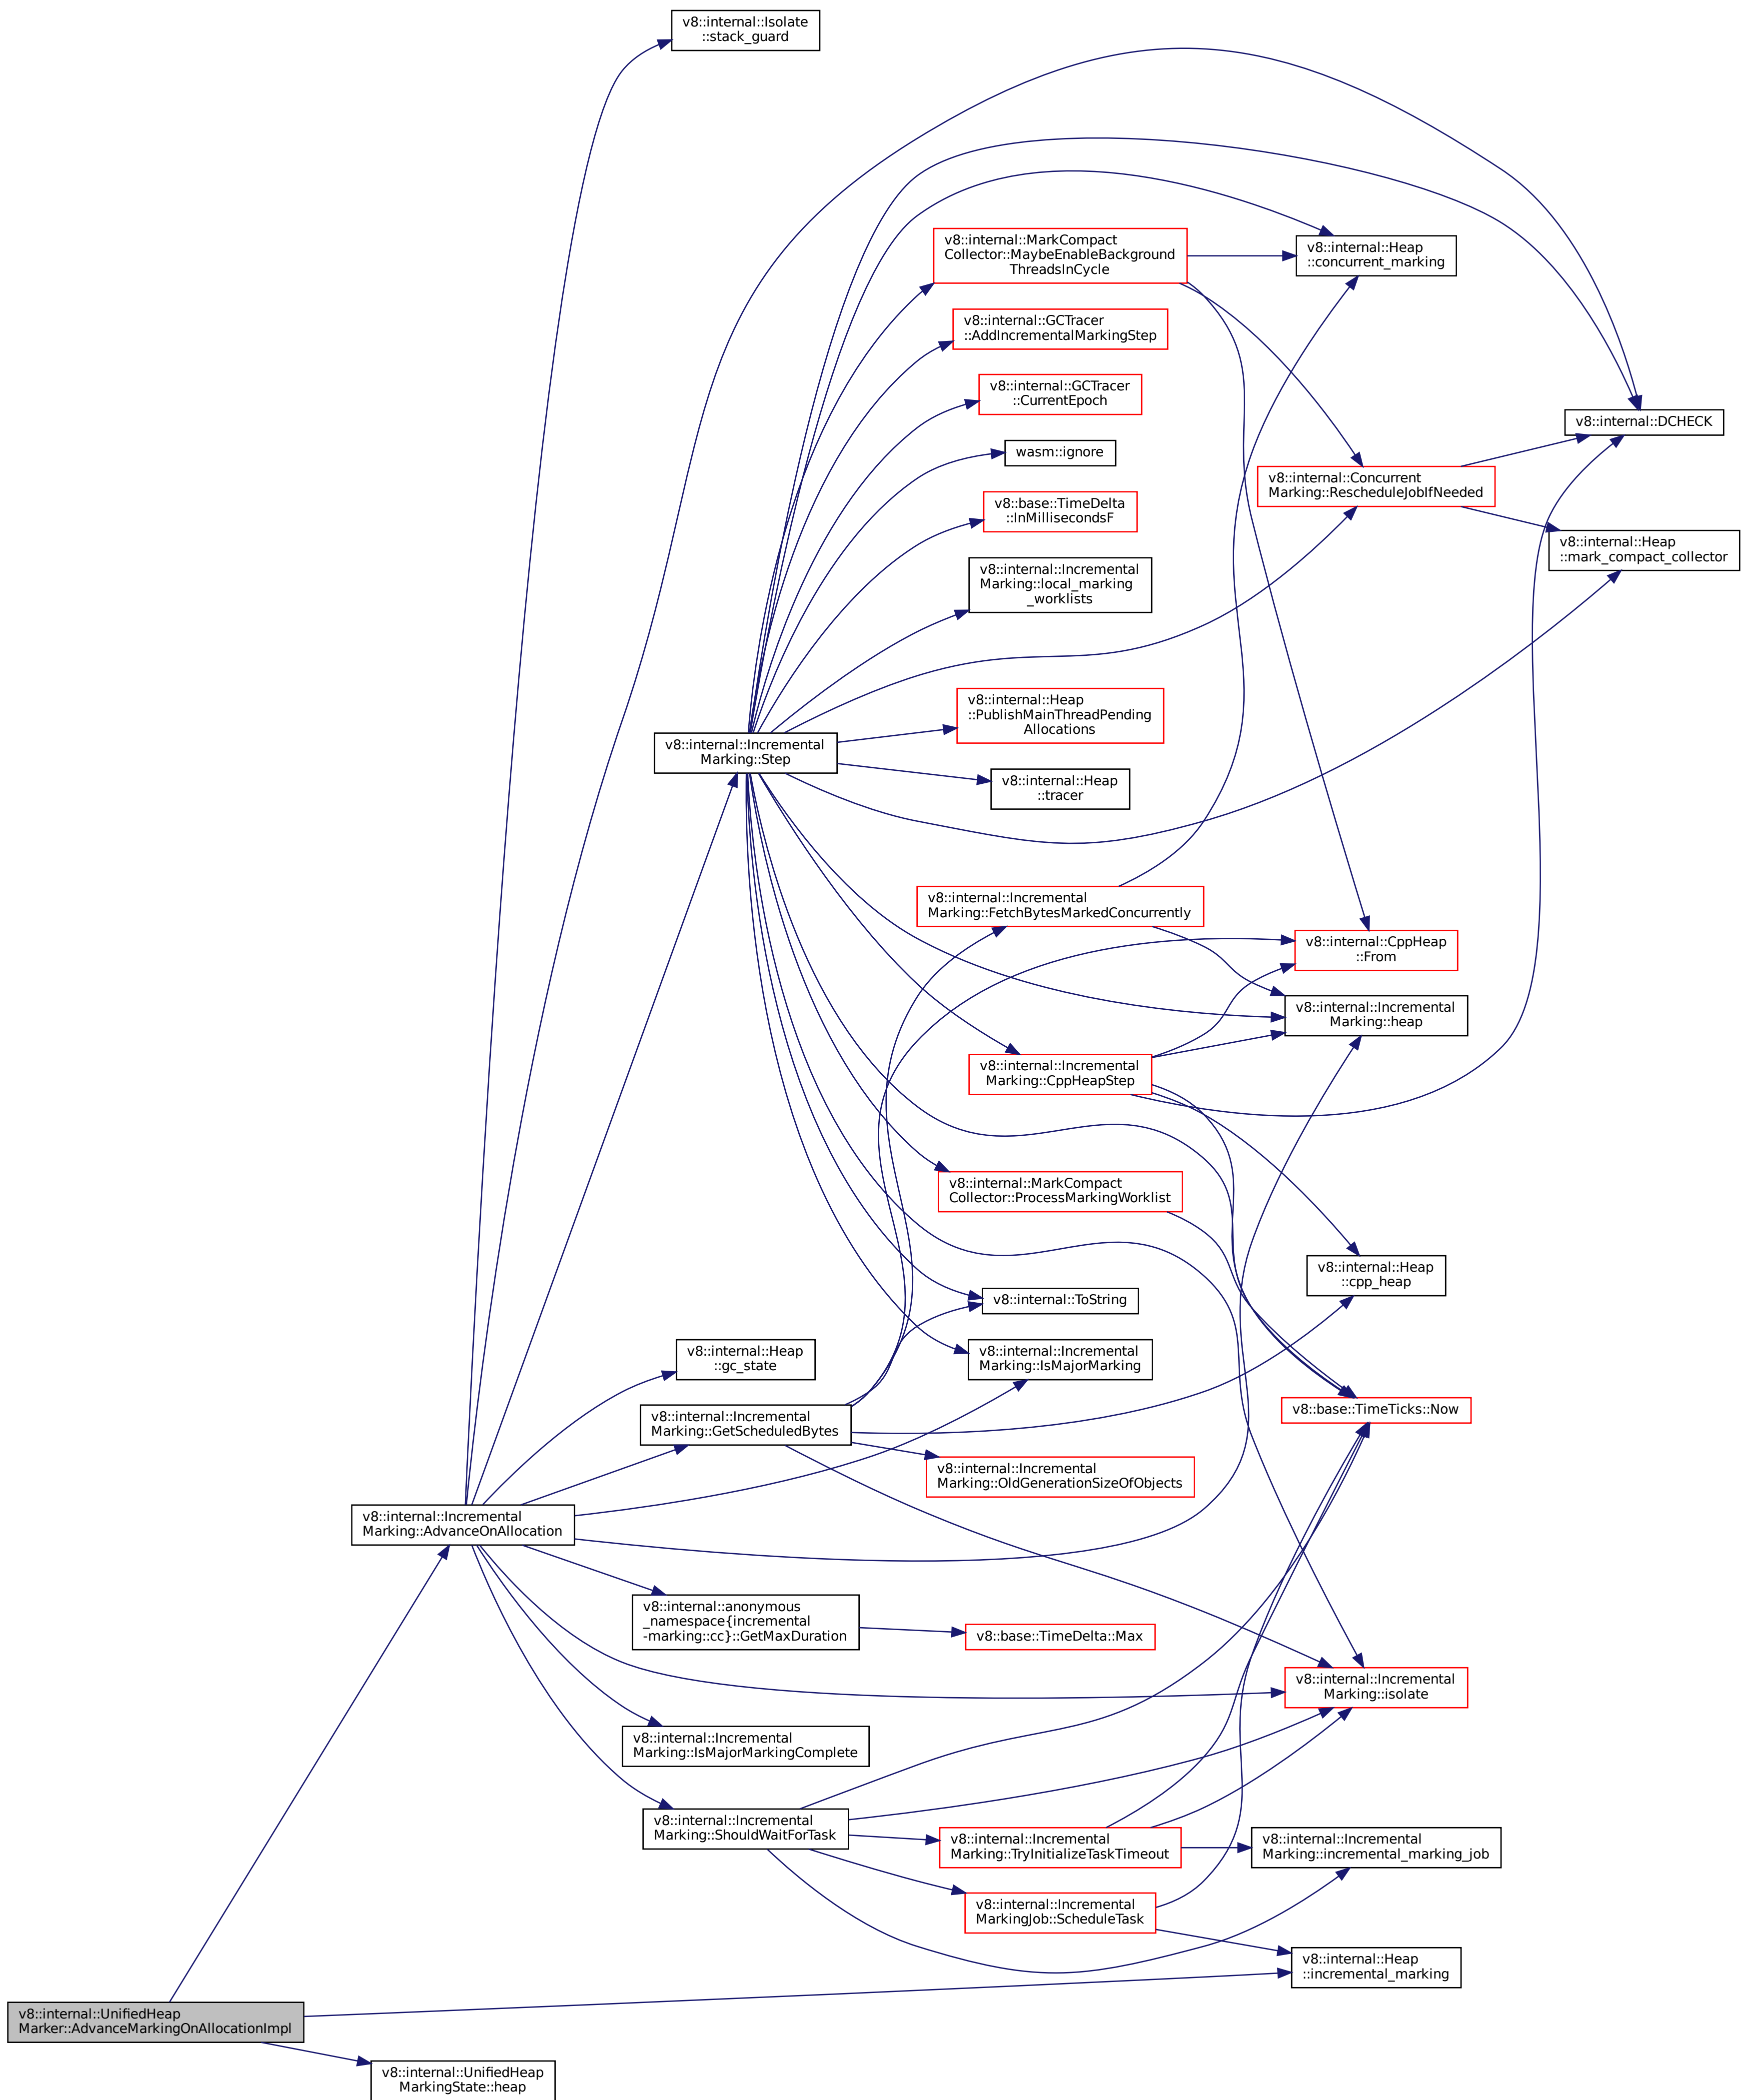 v8::internal::Isolate
::stack_guard
v8::internal::MarkCompact
Collector::MaybeEnableBackground
ThreadsInCycle
v8::internal::Heap
::concurrent_marking
v8::internal::GCTracer
::AddIncrementalMarkingStep
v8::internal::GCTracer
::CurrentEpoch
v8::internal::DCHECK
wasm::ignore
v8::internal::Concurrent
Marking::RescheduleJobIfNeeded
v8::base::TimeDelta
::InMillisecondsF
v8::internal::Heap
::mark_compact_collector
v8::internal::Incremental
Marking::local_marking
_worklists
v8::internal::Heap
::PublishMainThreadPending
Allocations
v8::internal::Incremental
Marking::Step
v8::internal::Heap
::tracer
v8::internal::Incremental
Marking::FetchBytesMarkedConcurrently
v8::internal::CppHeap
::From
v8::internal::Incremental
Marking::heap
v8::internal::Incremental
Marking::CppHeapStep
v8::internal::MarkCompact
Collector::ProcessMarkingWorklist
v8::internal::Heap
::cpp_heap
v8::internal::ToString
v8::internal::Heap
::gc_state
v8::internal::Incremental
Marking::IsMajorMarking
v8::internal::Incremental
Marking::GetScheduledBytes
v8::base::TimeTicks::Now
v8::internal::Incremental
Marking::OldGenerationSizeOfObjects
v8::internal::Incremental
Marking::AdvanceOnAllocation
v8::internal::anonymous
_namespace{incremental
-marking::cc}::GetMaxDuration
v8::base::TimeDelta::Max
v8::internal::Incremental
Marking::isolate
v8::internal::Incremental
Marking::IsMajorMarkingComplete
v8::internal::Incremental
Marking::ShouldWaitForTask
v8::internal::Incremental
Marking::TryInitializeTaskTimeout
v8::internal::Incremental
Marking::incremental_marking_job
v8::internal::Incremental
MarkingJob::ScheduleTask
v8::internal::Heap
::incremental_marking
v8::internal::UnifiedHeap
Marker::AdvanceMarkingOnAllocationImpl
v8::internal::UnifiedHeap
MarkingState::heap